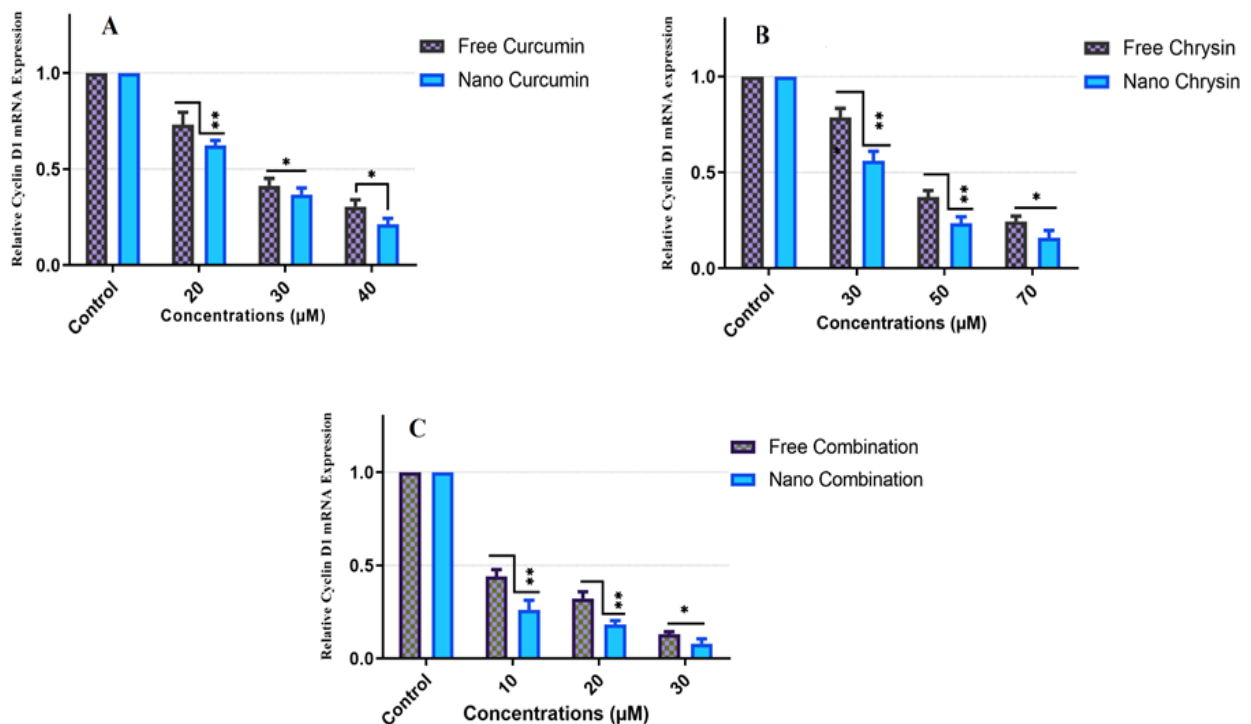 A
Free Curcumin
Nano Curcumin
Relative Cyclin D1 mRNA Expression
1.0
0.5
0.0
**
*
*
Control
20
30
40
Concentrations (µM)
B
Free Chrysin
Nano Chrysin
Relative Cyclin D1 mRNA expression
1.0
0.5
0.0
*
**
**
*
Control
30
50
70
Concentrations (µM)
C
Free Combination
Nano Combination
Relative Cyclin D1 mRNA Expression
1.0
0.5
0.0
**
**
*
Control
10
20
30
Concentrations (µM)